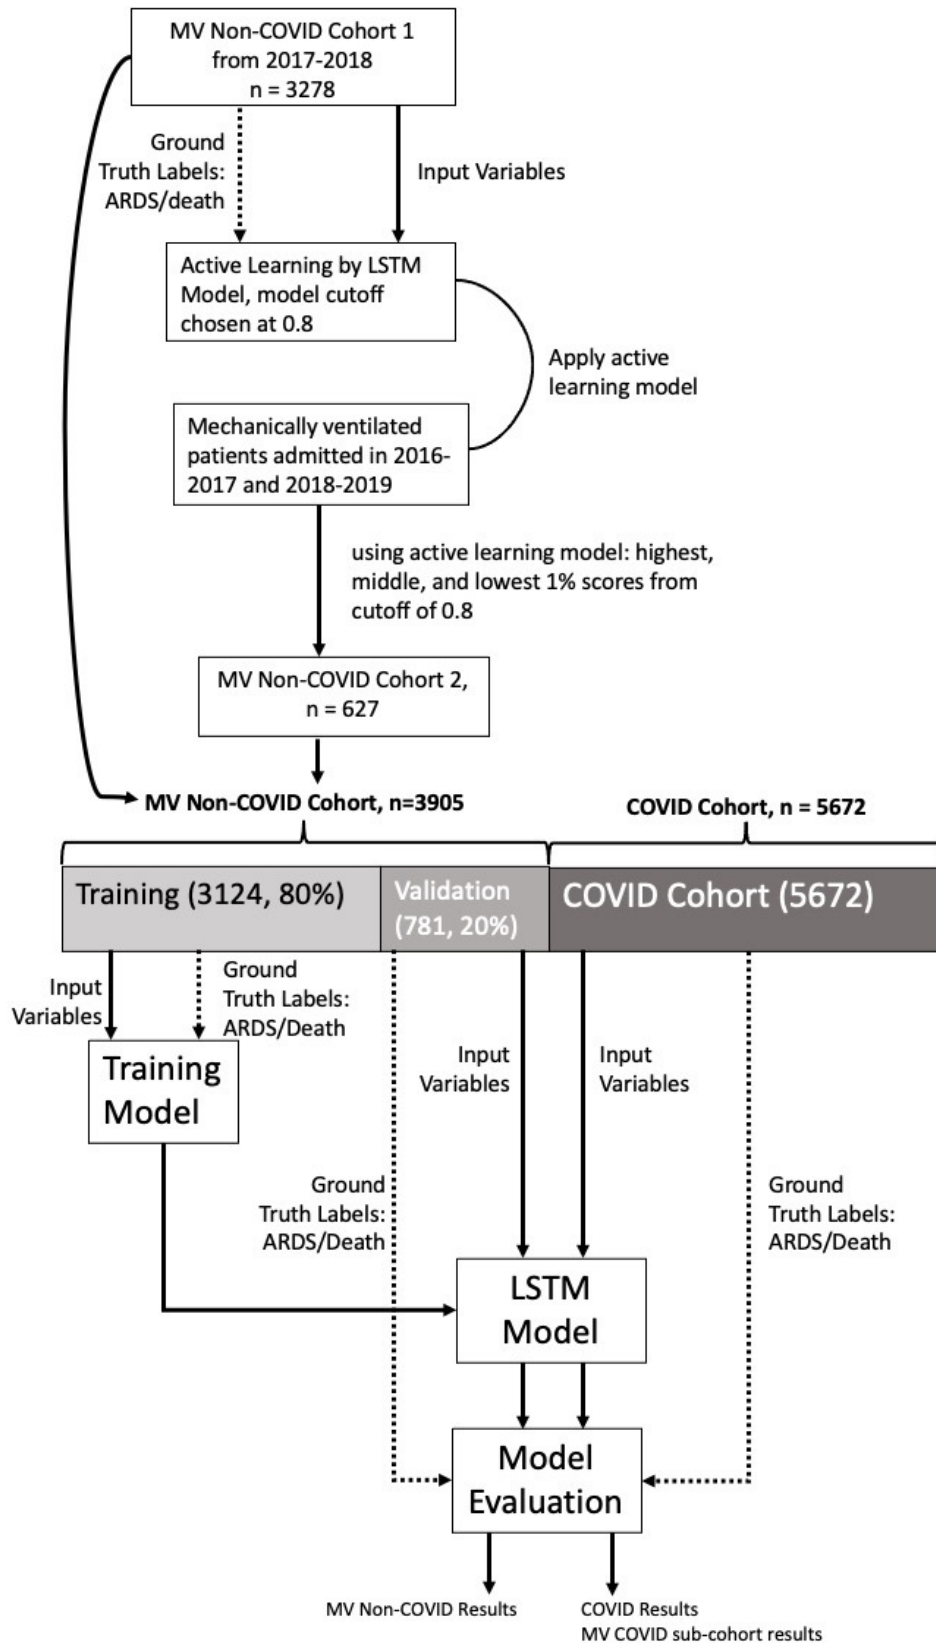 MV Non-COVID Cohort 1
from 2017-2018
n = 3278
Ground
Truth Labels:
ARDS/death
Input Variables
Active Learning by LSTM
Model, model cutoff
chosen at 0.8
Apply active
learning model
Mechanically ventilated
patients admitted in 2016-
2017 and 2018-2019
using active learning model: highest,
middle, and lowest 1% scores from
cutoff of 0.8
MV Non-COVID Cohort 2,
n = 627
MV Non-COVID Cohort, n=3905
COVID Cohort, n = 5672
Training (3124, 80%)
Validation
(781, 20%)
COVID Cohort (5672)
Input
Variables
Ground
Truth Labels:
ARDS/Death
Training
Model
Input
Variables
Input
Variables
Ground
Truth Labels:
ARDS/Death
Ground
Truth Labels:
ARDS/Death
LSTM
Model
Model
Evaluation
MV Non-COVID Results
COVID Results
MV COVID sub-cohort results